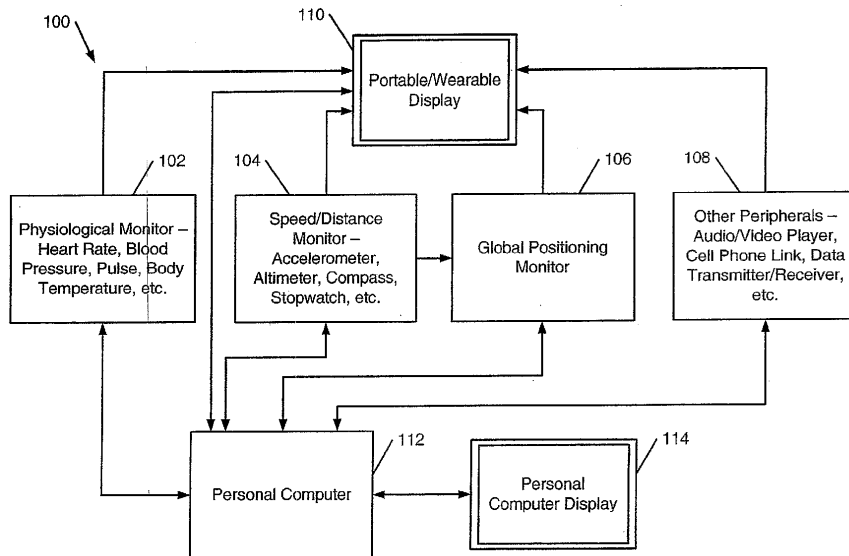 110
100
Portable/Wearable
Display
102
104
106
108
Physiological Monitor –
Heart Rate, Blood
Pressure, Pulse, Body
Temperature, etc.
Speed/Distance
Monitor –
Accelerometer,
Altimeter, Compass,
Stopwatch, etc.
Global Positioning
Monitor
Other Peripherals –
Audio/Video Player,
Cell Phone Link, Data
Transmitter/Receiver,
etc.
112
114
Personal Computer
Personal
Computer Display